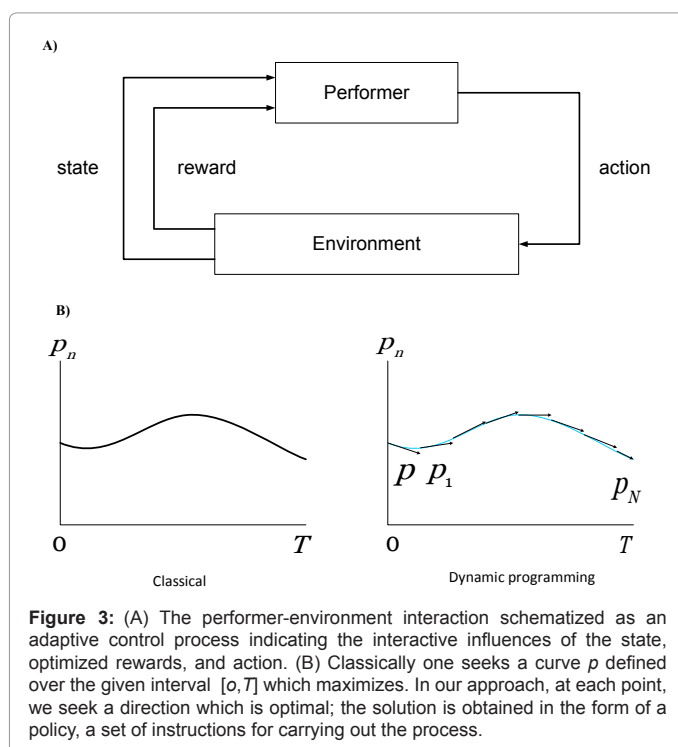 A)
Performer
state
reward
action
Environment
B)
p_n
p_n
p p_1
p_N
o T
o T
Classical
Dynamic programming
Figure 3: (A) The performer-environment interaction schematized as an
adaptive control process indicating the interactive influences of the state,
optimized rewards, and action. (B) Classically one seeks a curve p defined
over the given interval [o,T] which maximizes. In our approach, at each point,
we seek a direction which is optimal; the solution is obtained in the form of a
policy, a set of instructions for carrying out the process.